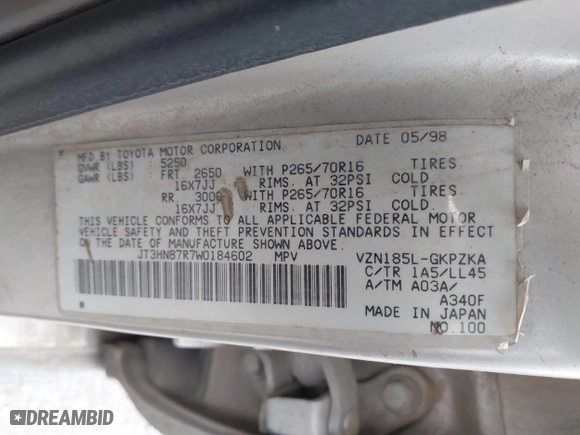 MFD BY TOYOTA MOTOR CORPORATION DATE 05/98
GVWR (LBS) 5250
GAWR (LBS) FRT 2650 WITH P265/70R16 TIRES
16X7JJ RIMS. AT 32PSI COLD.
RR. 3000 WITH P265/70R16 TIRES
16X7JJ RIMS. AT 32PSI COLD.
THIS VEHICLE CONFORMS TO ALL APPLICABLE FEDERAL MOTOR
VEHICLE SAFETY AND THEFT PREVENTION STANDARDS IN EFFECT
ON THE DATE OF MANUFACTURE SHOWN ABOVE.
JT3HN87R7W0184602 MPV VZN185L-GKPZKA
C/TR 1A5/LL45
A/TM A03A/
A340F
MADE IN JAPAN
NO.100
DREAMBID